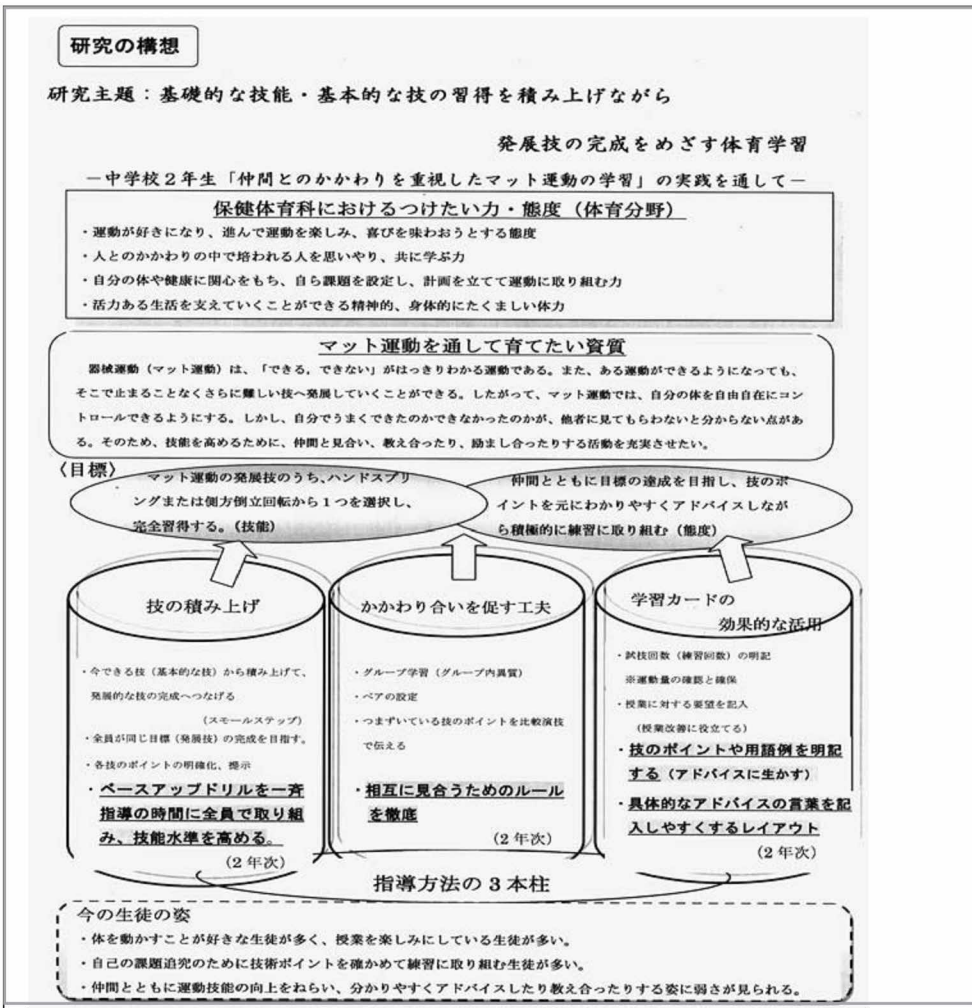 研究の構想
研究主題：基礎的な技能・基本的な技の習得を積み上げながら
発展技の完成をめざす体育学習
－中学校２年生「仲間とのかかわりを重視したマット運動の学習」の実践を通して－
保健体育科におけるつけたい力・態度（体育分野）
・運動が好きになり、進んで運動を楽しみ、喜びを味わおうとする態度
・人とのかかわりの中で培われる人を思いやり、共に学ぶ力
・自分の体や健康に関心をもち、自ら課題を設定し、計画を立てて運動に取り組む力
・活力ある生活を支えていくことができる精神的、身体的にたくましい体力
マット運動を通して育てたい資質
器械運動（マット運動）は、「できる，できない」がはっきりわかる運動である。また、ある運動ができるようになっても、
そこで止まることなくさらに難しい技へ発展していくことができる。したがって、マット運動では、自分の体を自由自在にコン
トロールできるようにする。しかし、自分でうまくできたのかできなかったのかが、他者に見てもらわないと分からない点があ
る。そのため、技能を高めるために、仲間と見合い、教え合ったり、励まし合ったりする活動を充実させたい。
〈目標〉
マット運動の発展技のうち、ハンドスプリ
ングまたは側方倒立回転から１つを選択し、
完全習得する。（技能）
仲間とともに目標の達成を目指し、技のポ
イントを元にわかりやすくアドバイスしなが
ら積極的に練習に取り組む（態度）
技の積み上げ
・今できる技（基本的な技）から積み上げて、
発展的な技の完成へつなげる
（スモールステップ）
・全員が同じ目標（発展技）の完成を目指す。
・各技のポイントの明確化、提示
・ベースアップドリルを一斉
指導の時間に全員で取り組
み、技能水準を高める。
（２年次）
かかわり合いを促す工夫
・グループ学習（グループ内異質）
・ペアの設定
・つまずいている技のポイントを比較演技
で伝える
・相互に見合うためのルール
を徹底
（２年次）
学習カードの
効果的な活用
・試技回数（練習回数）の明記
※運動量の確認と確保
・授業に対する要望を記入
（授業改善に役立てる）
・技のポイントや用語例を明記
する（アドバイスに生かす）
・具体的なアドバイスの言葉を記
入しやすくするレイアウト
（２年次）
指導方法の３本柱
今の生徒の姿
・体を動かすことが好きな生徒が多く、授業を楽しみにしている生徒が多い。
・自己の課題追究のために技術ポイントを確かめて練習に取り組む生徒が多い。
・仲間とともに運動技能の向上をねらい、分かりやすくアドバイスしたり教え合ったりする姿に弱さが見られる。